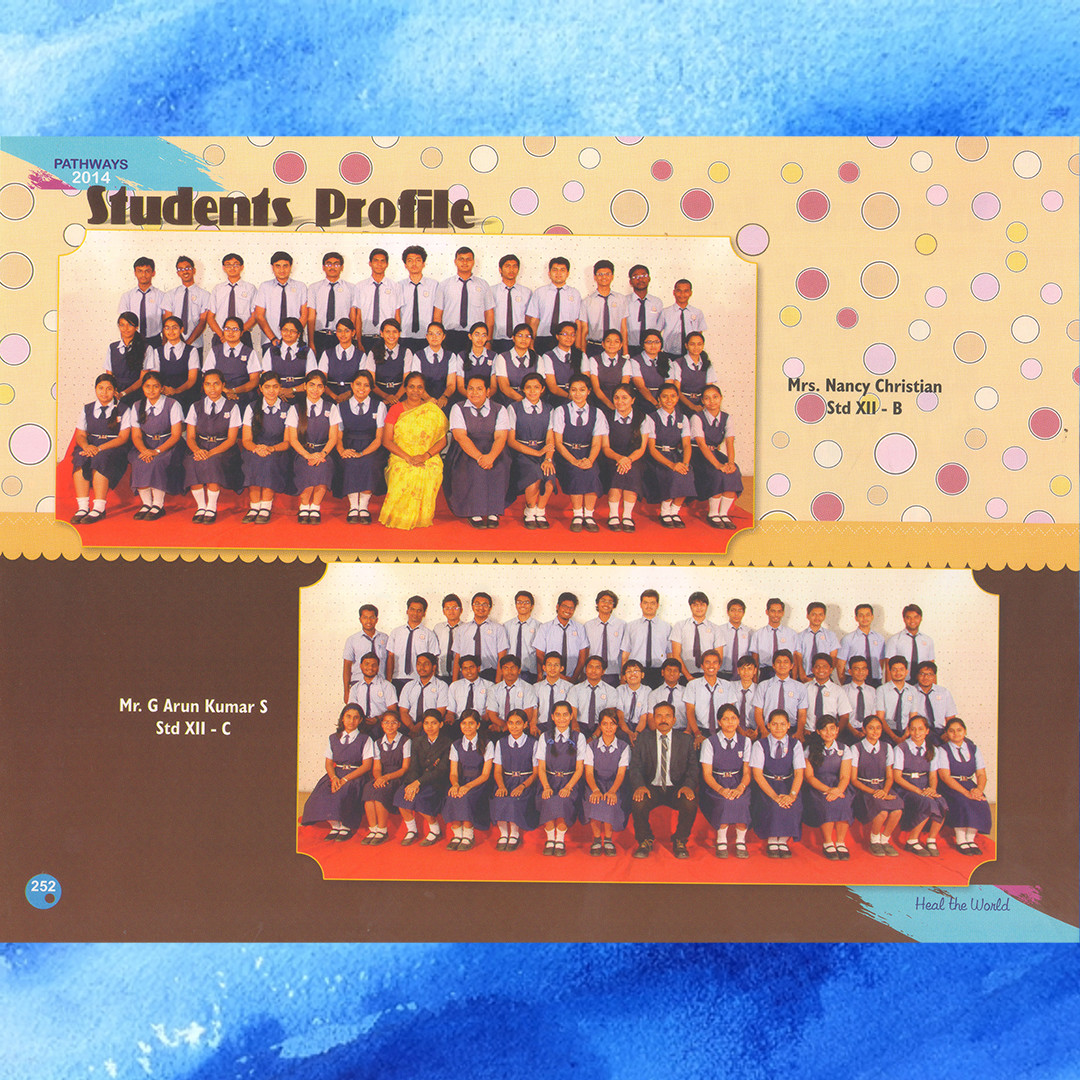 PATHWAYS
2014
Students Profile
Mrs. Nancy Christian
Std XII - B
Mr. G Arun Kumar S
Std XII - C
252
Heal the World